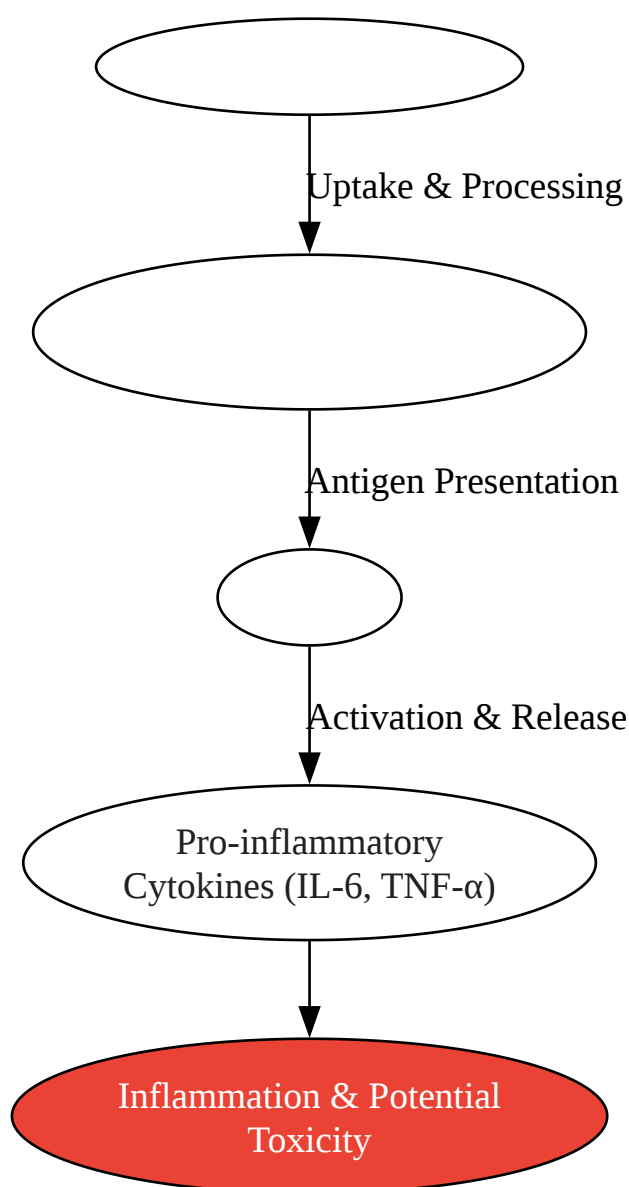 Uptake & Processing
Antigen Presentation
Activation & Release
Pro-inflammatory
Cytokines (IL-6, TNF-α)
Inflammation & Potential
Toxicity